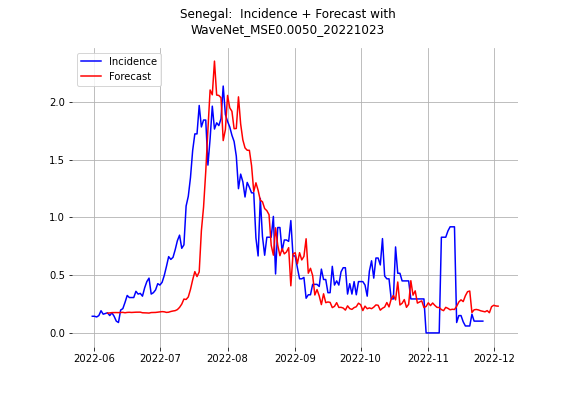 Senegal:  Incidence + Forecast with
WaveNet_MSE0.0050_20221023
Incidence
Forecast
2.0
1.5
1.0
0.5
0.0
2022-06 2022-07 2022-08 2022-09 2022-10 2022-11 2022-12